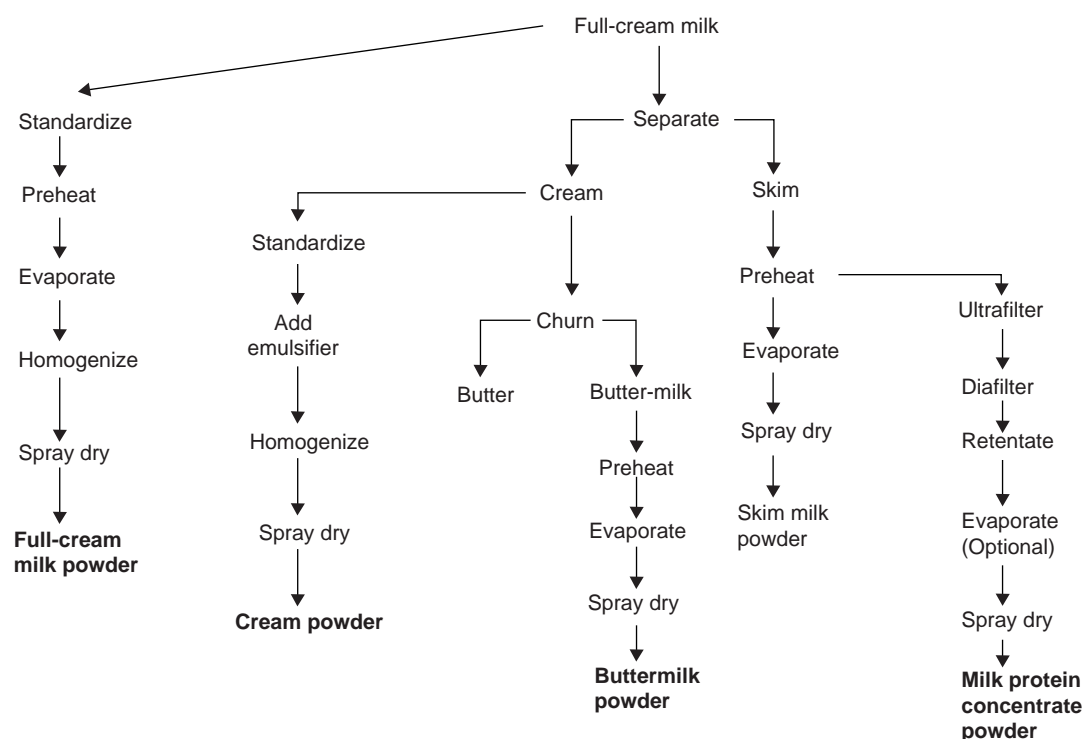 Full-cream milk
Standardize
Preheat
Evaporate
Homogenize
Spray dry
Full-cream
milk powder
Separate
Cream
Standardize
Add
emulsifier
Homogenize
Spray dry
Cream powder
Churn
Butter
Butter-milk
Preheat
Evaporate
Spray dry
Buttermilk
powder
Skim
Preheat
Evaporate
Spray dry
Skim milk
powder
Ultrafilter
Diafilter
Retentate
Evaporate
(Optional)
Spray dry
Milk protein
concentrate
powder